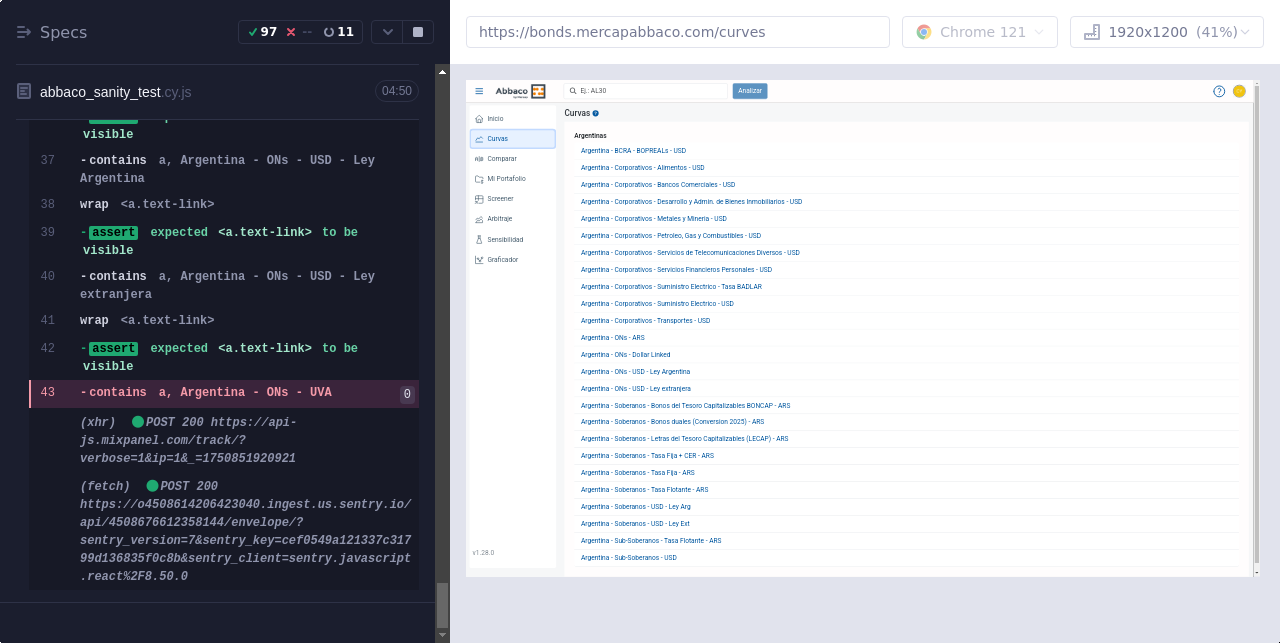 Specs
97 -- 11
abbaco_sanity_test.cy.js 04:50
visible
37 -contains a, Argentina - ONs - USD - Ley
Argentina
38 wrap <a.text-link>
39 -assert expected <a.text-link> to be
visible
40 -contains a, Argentina - ONs - USD - Ley
extranjera
41 wrap <a.text-link>
42 -assert expected <a.text-link> to be
visible
43 -contains a, Argentina - ONs - UVA 0
(xhr) POST 200 https://api-
js.mixpanel.com/track/?
verbose=1&ip=1&_=1750851920921
(fetch) POST 200
https://o4508614206423040.ingest.us.sentry.io/
api/4508676612358144/envelope/?
sentry_version=7&sentry_key=cef0549a121337c317
99d136835f0c8b&sentry_client=sentry.javascript
.react%2F8.50.0
https://bonds.mercapabbaco.com/curves
Chrome 121
1920x1200 (41%)
Abbaco
Ej.: AL30
Analizar
Inicio
Curvas
Comparar
Mi Portafolio
Screener
Arbitraje
Sensibilidad
Graficador
v1.28.0
Curvas
Argentinas
Argentina - BCRA - BOPREALs - USD
Argentina - Corporativos - Alimentos - USD
Argentina - Corporativos - Bancos Comerciales - USD
Argentina - Corporativos - Desarrollo y Admin. de Bienes Inmobiliarios - USD
Argentina - Corporativos - Metales y Mineria - USD
Argentina - Corporativos - Petroleo, Gas y Combustibles - USD
Argentina - Corporativos - Servicios de Telecomunicaciones Diversos - USD
Argentina - Corporativos - Servicios Financieros Personales - USD
Argentina - Corporativos - Suministro Electrico - Tasa BADLAR
Argentina - Corporativos - Suministro Electrico - USD
Argentina - Corporativos - Transportes - USD
Argentina - ONs - ARS
Argentina - ONs - Dollar Linked
Argentina - ONs - USD - Ley Argentina
Argentina - ONs - USD - Ley extranjera
Argentina - Soberanos - Bonos del Tesoro Capitalizables BONCAP - ARS
Argentina - Soberanos - Bonos duales (Conversion 2025) - ARS
Argentina - Soberanos - Letras del Tesoro Capitalizables (LECAP) - ARS
Argentina - Soberanos - Tasa Fija + CER - ARS
Argentina - Soberanos - Tasa Fija - ARS
Argentina - Soberanos - Tasa Flotante - ARS
Argentina - Soberanos - USD - Ley Arg
Argentina - Soberanos - USD - Ley Ext
Argentina - Sub-Soberanos - Tasa Flotante - ARS
Argentina - Sub-Soberanos - USD